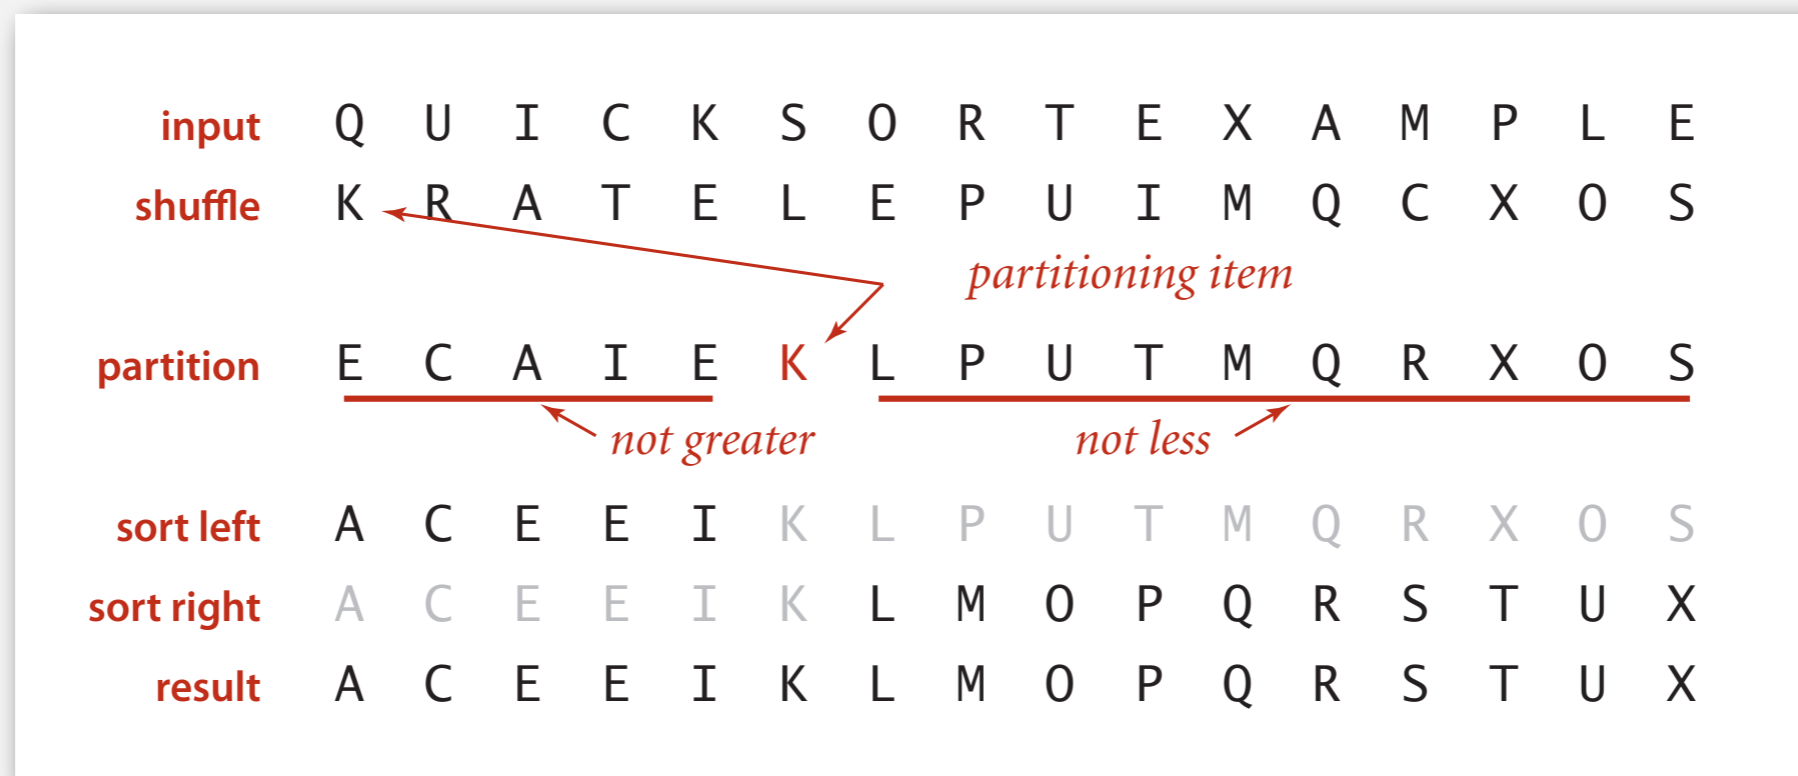 input Q U I C K S O R T E X A M P L E
shuffle K R A T E L E P U I M Q C X O S
partitioning item
partition E C A I E K L P U T M Q R X O S
not greater not less
sort left A C E E I K L P U T M Q R X O S
sort right A C E E I K L M O P Q R S T U X
result A C E E I K L M O P Q R S T U X